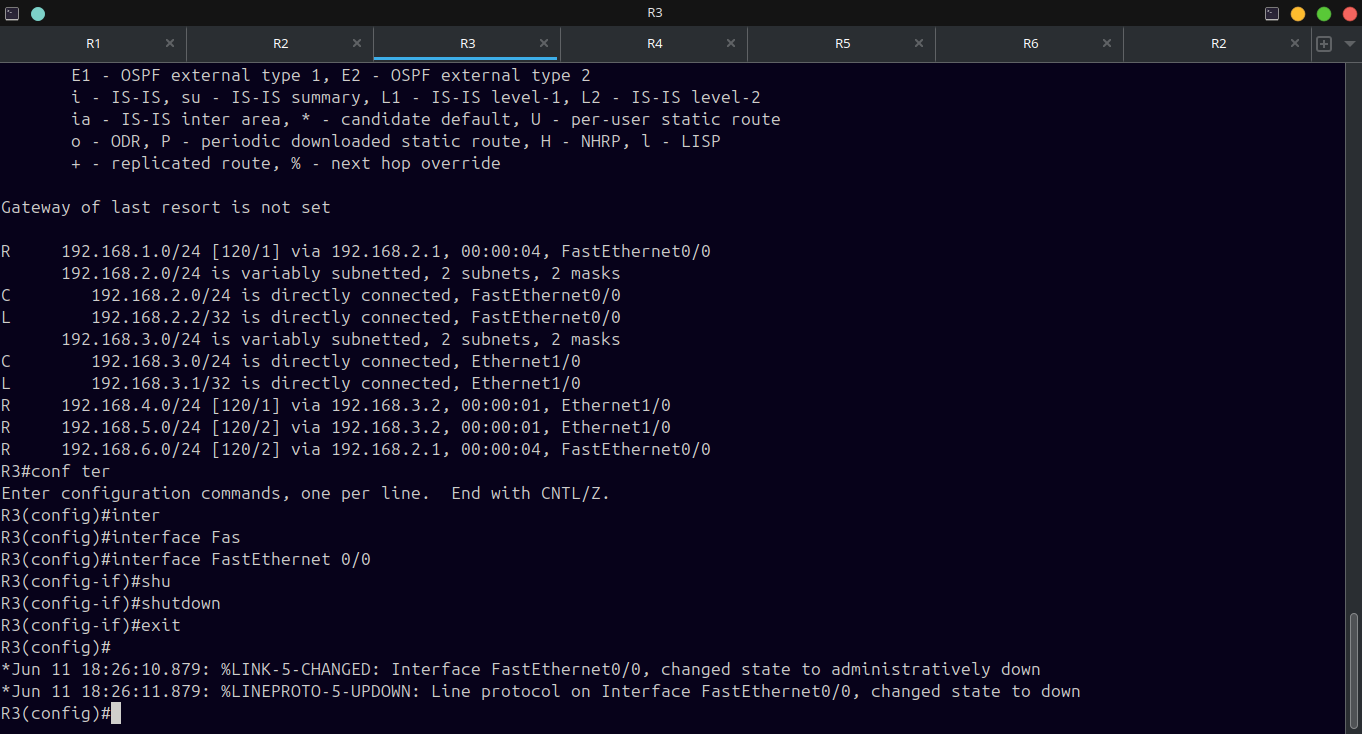 R3
R1 R2 R3 R4 R5 R6 R2
E1 - OSPF external type 1, E2 - OSPF external type 2
i - IS-IS, su - IS-IS summary, L1 - IS-IS level-1, L2 - IS-IS level-2
ia - IS-IS inter area, * - candidate default, U - per-user static route
o - ODR, P - periodic downloaded static route, H - NHRP, l - LISP
+ - replicated route, % - next hop override
Gateway of last resort is not set
R 192.168.1.0/24 [120/1] via 192.168.2.1, 00:00:04, FastEthernet0/0
192.168.2.0/24 is variably subnetted, 2 subnets, 2 masks
C 192.168.2.0/24 is directly connected, FastEthernet0/0
L 192.168.2.2/32 is directly connected, FastEthernet0/0
192.168.3.0/24 is variably subnetted, 2 subnets, 2 masks
C 192.168.3.0/24 is directly connected, Ethernet1/0
L 192.168.3.1/32 is directly connected, Ethernet1/0
R 192.168.4.0/24 [120/1] via 192.168.3.2, 00:00:01, Ethernet1/0
R 192.168.5.0/24 [120/2] via 192.168.3.2, 00:00:01, Ethernet1/0
R 192.168.6.0/24 [120/2] via 192.168.2.1, 00:00:04, FastEthernet0/0
R3#conf ter
Enter configuration commands, one per line.  End with CNTL/Z.
R3(config)#inter
R3(config)#interface Fas
R3(config)#interface FastEthernet 0/0
R3(config-if)#shu
R3(config-if)#shutdown
R3(config-if)#exit
R3(config)#
*Jun 11 18:26:10.879: %LINK-5-CHANGED: Interface FastEthernet0/0, changed state to administratively down
*Jun 11 18:26:11.879: %LINEPROTO-5-UPDOWN: Line protocol on Interface FastEthernet0/0, changed state to down
R3(config)#